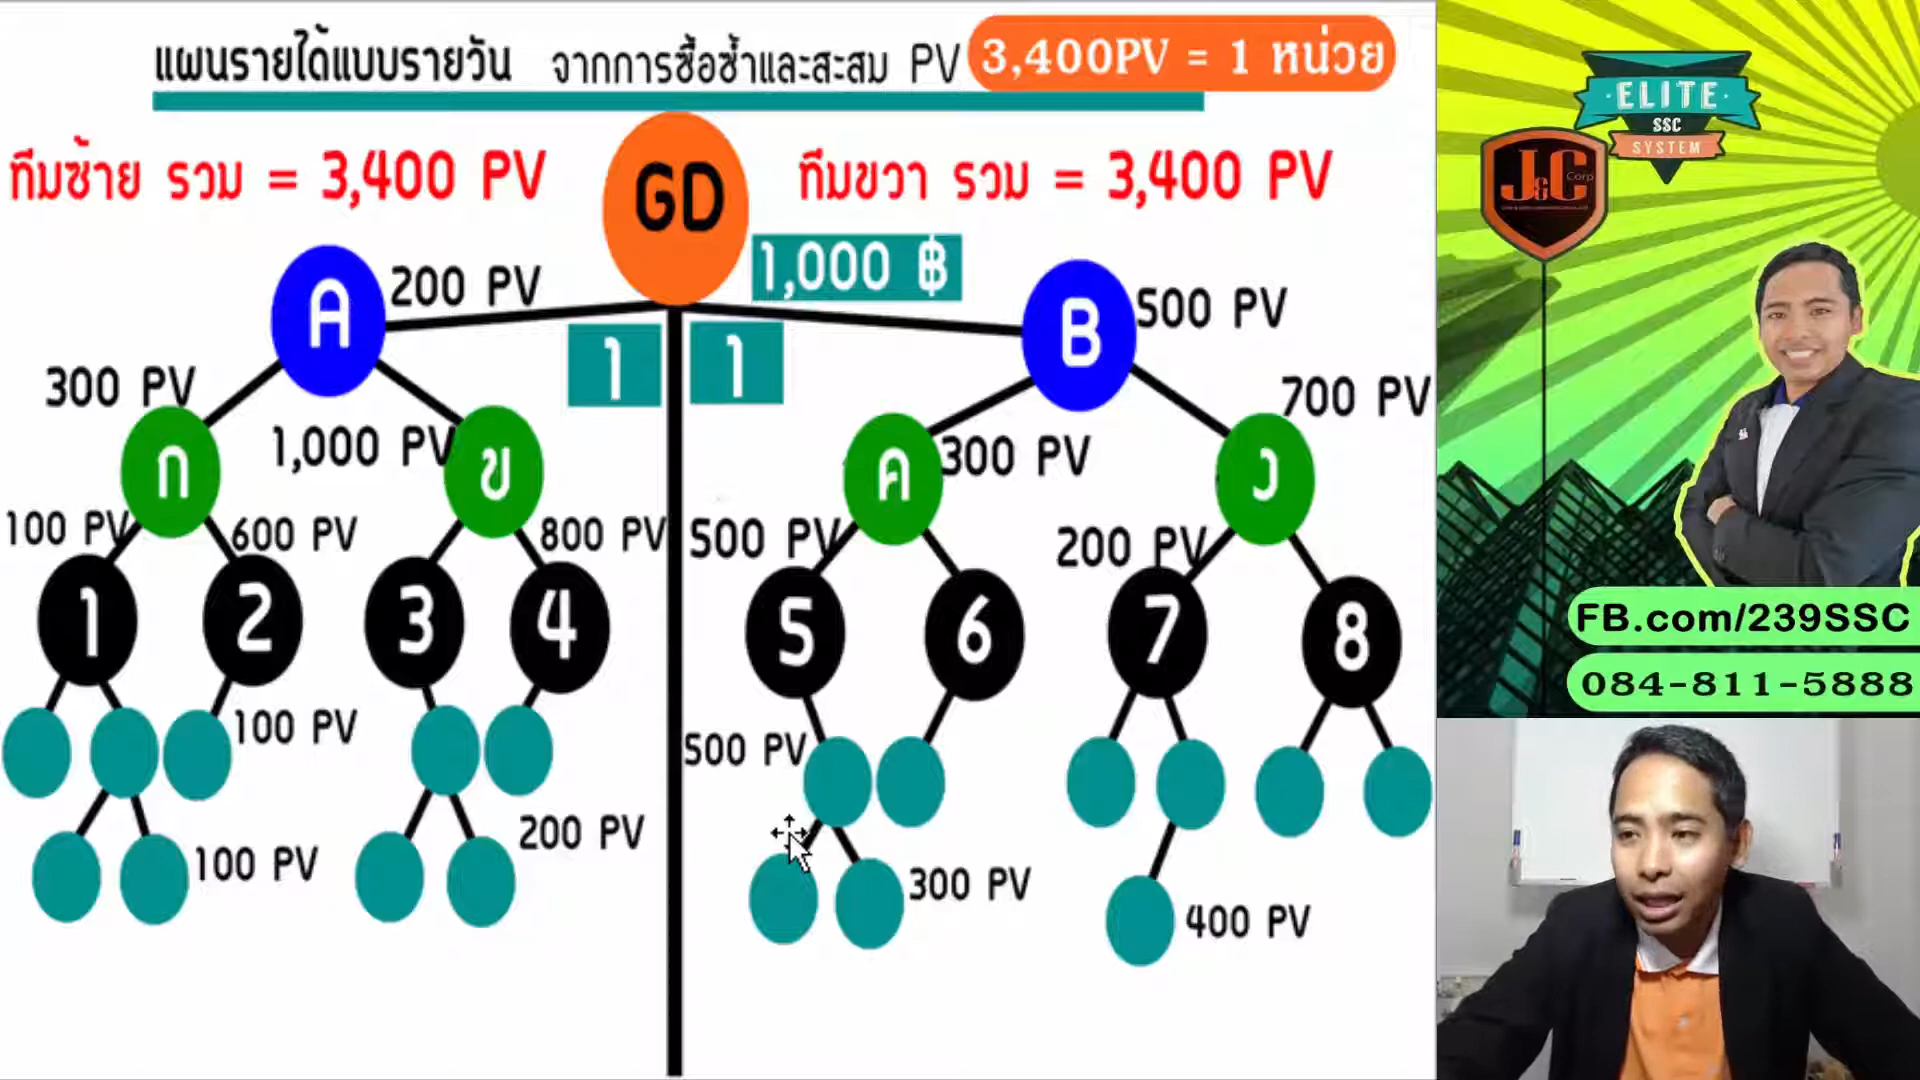 แผนรายได้แบบรายวัน จากการซื้อซ้ำและสะสม PV 3,400PV = 1 หน่วย
ทีมซ้าย รวม = 3,400 PV
GD
ทีมขวา รวม = 3,400 PV
1,000 ฿
A
200 PV
B
500 PV
1
1
300 PV
700 PV
1,000 PV
300 PV
ก
ข
ค
ง
100 PV
600 PV
800 PV
500 PV
200 PV
1
2
3
4
5
6
7
8
100 PV
500 PV
100 PV
200 PV
300 PV
400 PV
ELITE
SSC
SYSTEM
J&C
Corp
FB.com/239SSC
084-811-5888